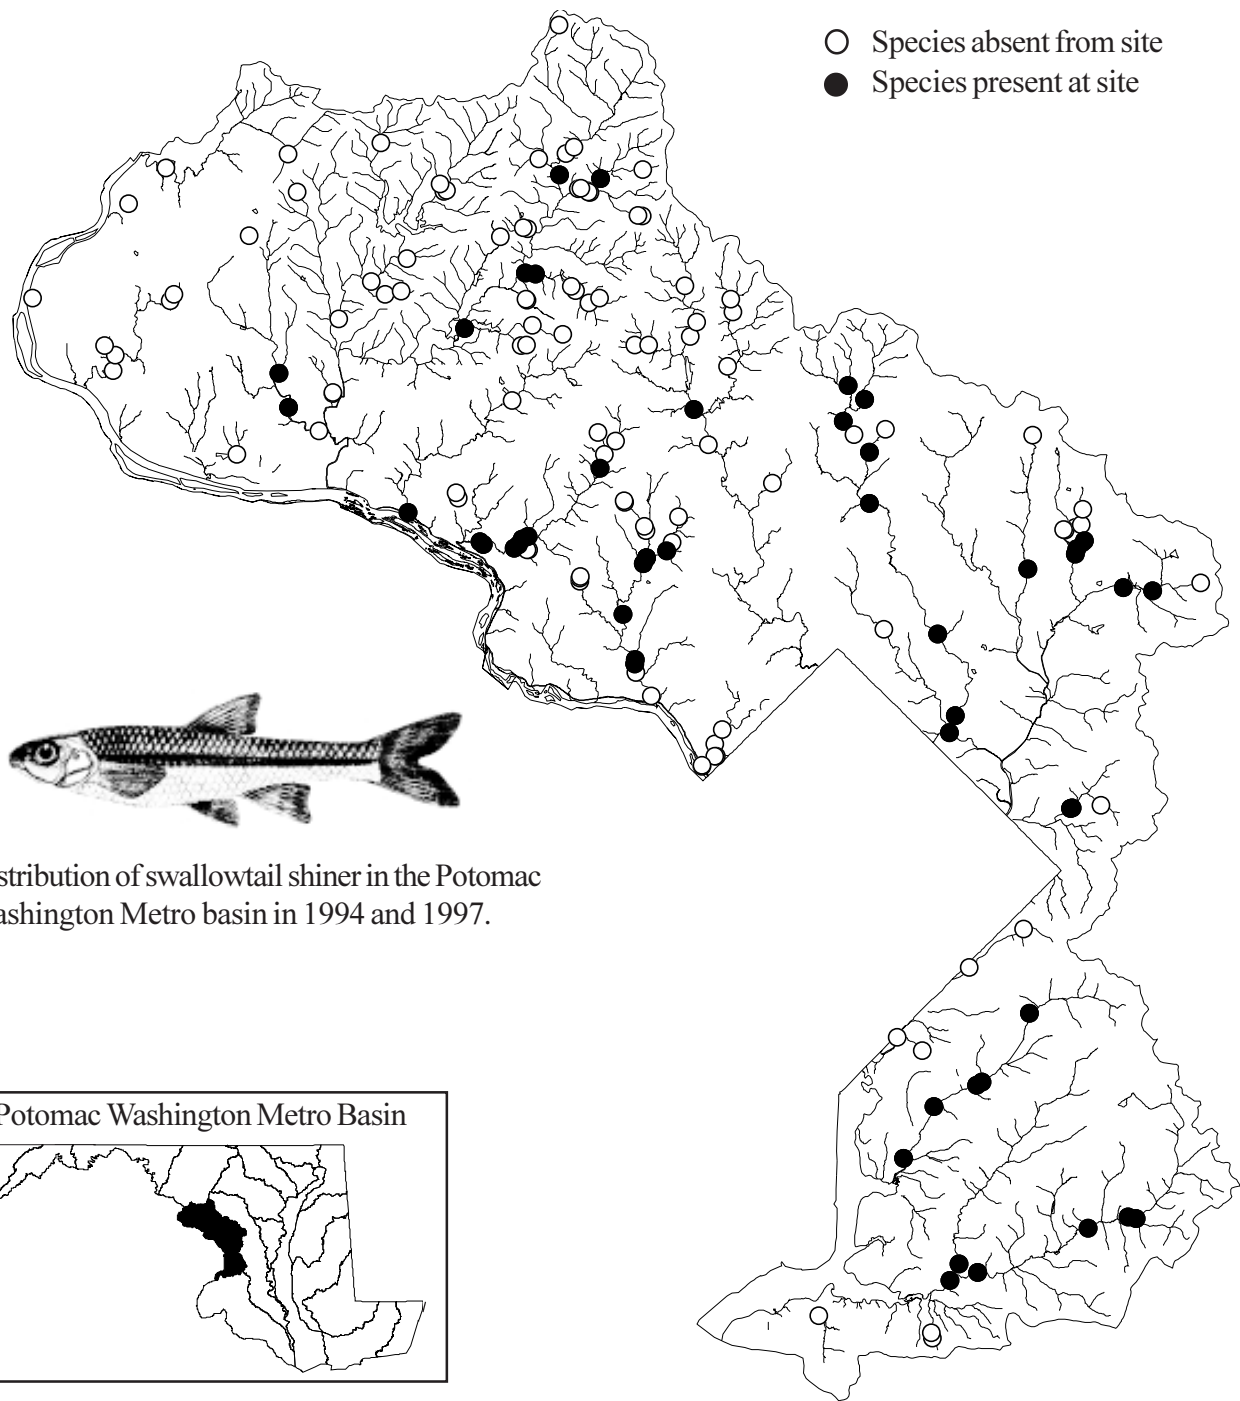 Species absent from site
Species present at site
stribution of swallowtail shiner in the Potomac
ashington Metro basin in 1994 and 1997.
Potomac Washington Metro Basin